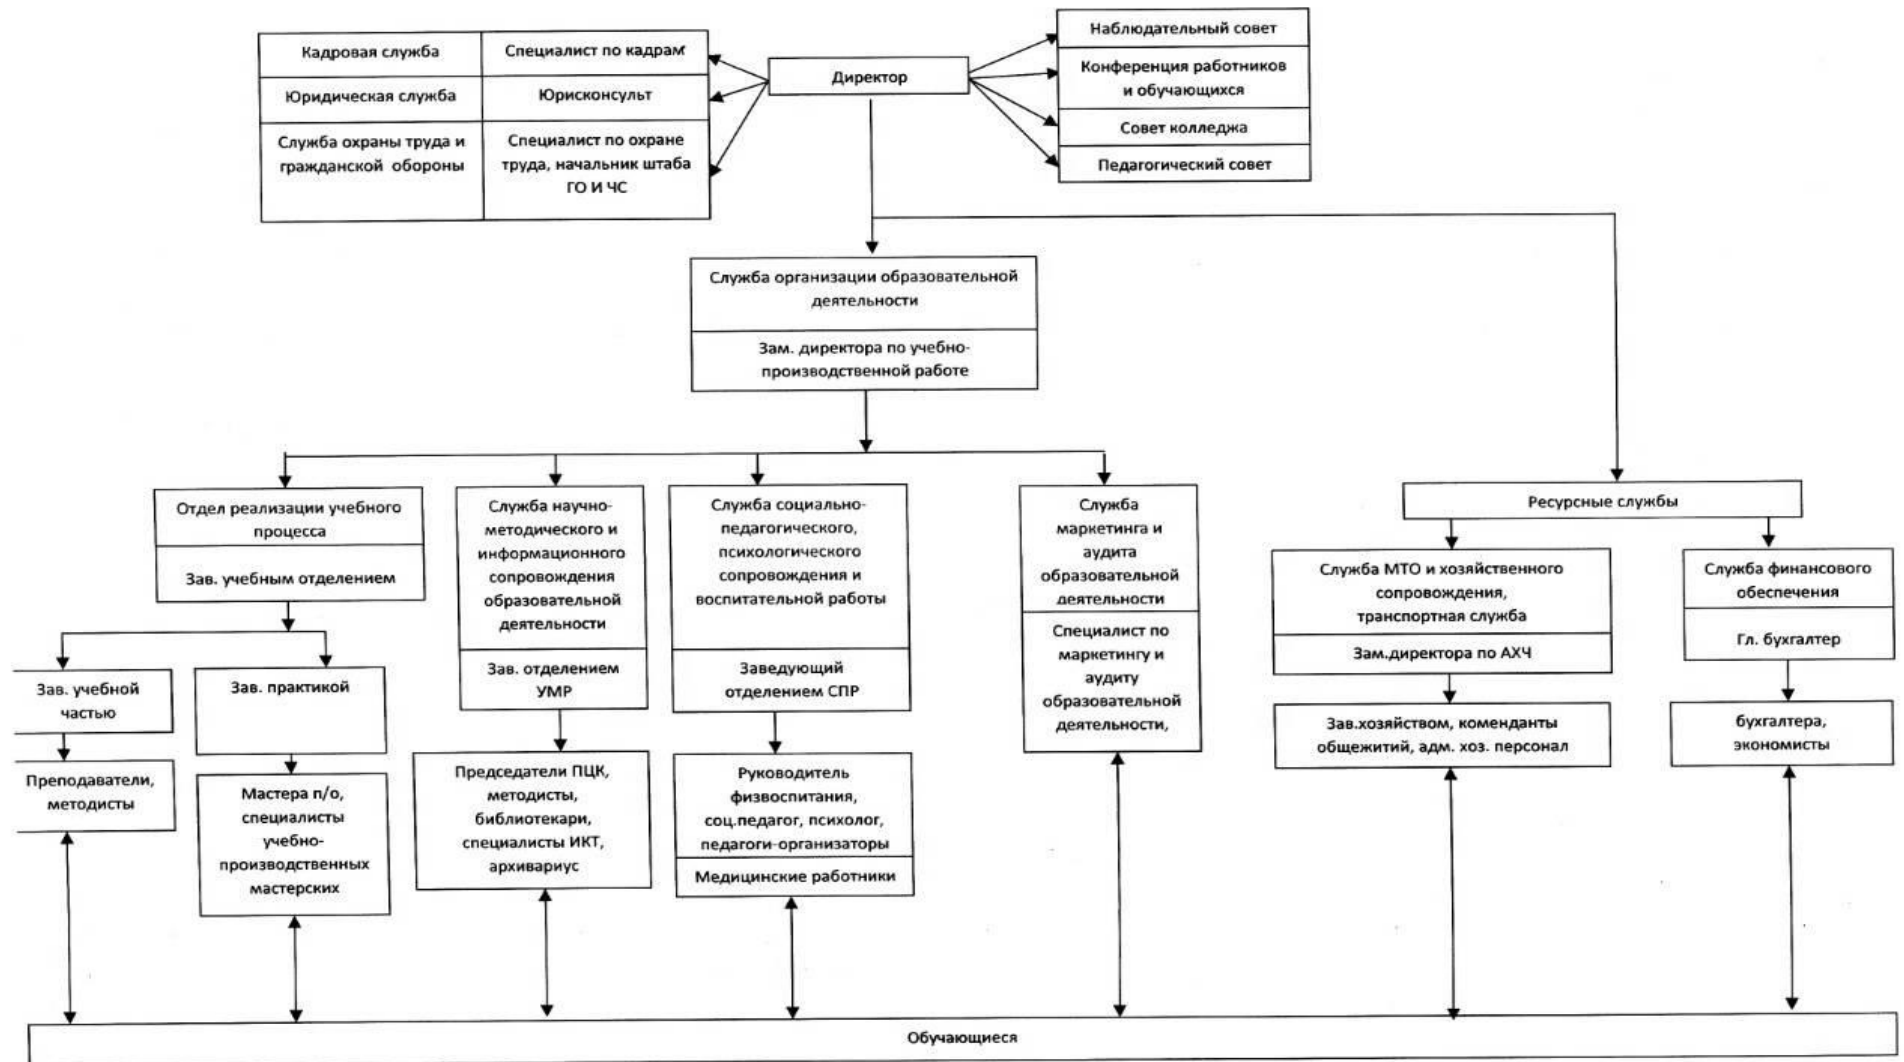 Кадровая служба
Специалист по кадрам
Юридическая служба
Юрисконсульт
Служба охраны труда и
гражданской обороны
Специалист по охране
труда, начальник штаба
ГО И ЧС
Директор
Наблюдательный совет
Конференция работников
и обучающихся
Совет колледжа
Педагогический совет
Служба организации образовательной
деятельности
Зам. директора по учебно-
производственной работе
Отдел реализации учебного
процесса
Зав. учебным отделением
Зав. учебной
частью
Преподаватели,
методисты
Зав. практикой
Мастера п/о,
специалисты
учебно-
производственных
мастерских
Служба научно-
методического и
информационного
сопровождения
образовательной
деятельности
Зав. отделением
УМР
Председатели ПЦК,
методисты,
библиотекари,
специалисты ИКТ,
архивариус
Служба социально-
педагогического,
психологического
сопровождения и
воспитательной работы
Заведующий
отделением СПР
Руководитель
физвоспитания,
соц.педагог, психолог,
педагоги-организаторы
Медицинские работники
Служба
маркетинга и
аудита
образовательной
деятельности
Специалист по
маркетингу и
аудиту
образовательной
деятельности,
Ресурсные службы
Служба МТО и хозяйственного
сопровождения,
транспортная служба
Зам.директора по АХЧ
Зав.хозяйством, коменданты
общежитий, адм. хоз. персонал
Служба финансового
обеспечения
Гл. бухгалтер
бухгалтера,
экономисты
Обучающиеся